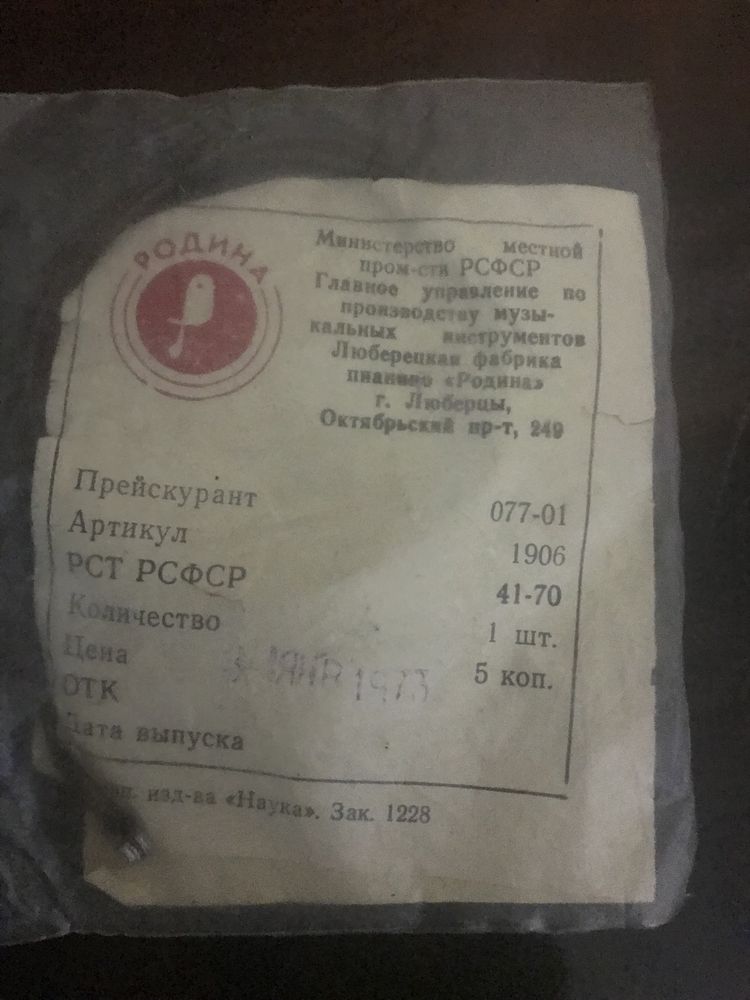 РОДИНА
Министерство местной
пром-сти РСФСР
Главное управление по
производству музы-
кальных инструментов
Люберецкая фабрика
пианино «Родина»
г. Люберцы,
Октябрьский пр-т, 249
Прейскурант 077-01
Артикул 1906
РСТ РСФСР 41-70
Количество 1 шт.
Цена 5 коп.
ОТК
ЯНВ 1973
Дата выпуска
изд-ва «Наука». Зак. 1228